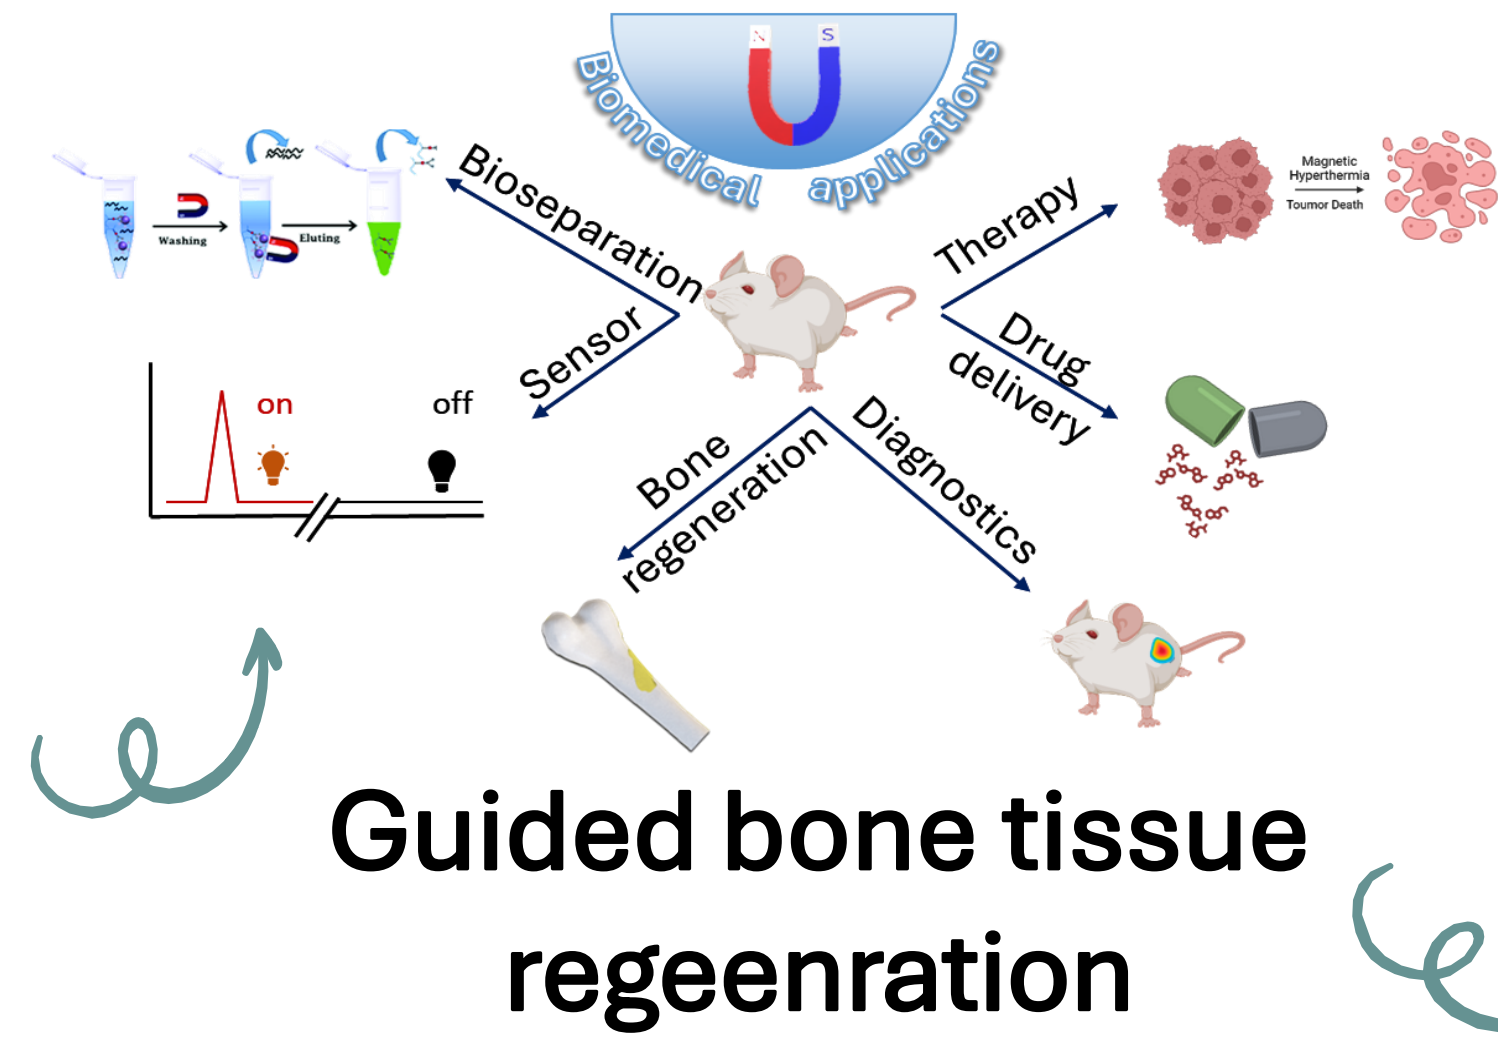 N S
Biomedical applications
Bioseparation
Washing
Eluting
Therapy
Magnetic
Hyperthermia
Toumor Death
Sensor
on
off
Drug
delivery
Bone
regeneration
Diagnostics
Guided bone tissue
regeenration